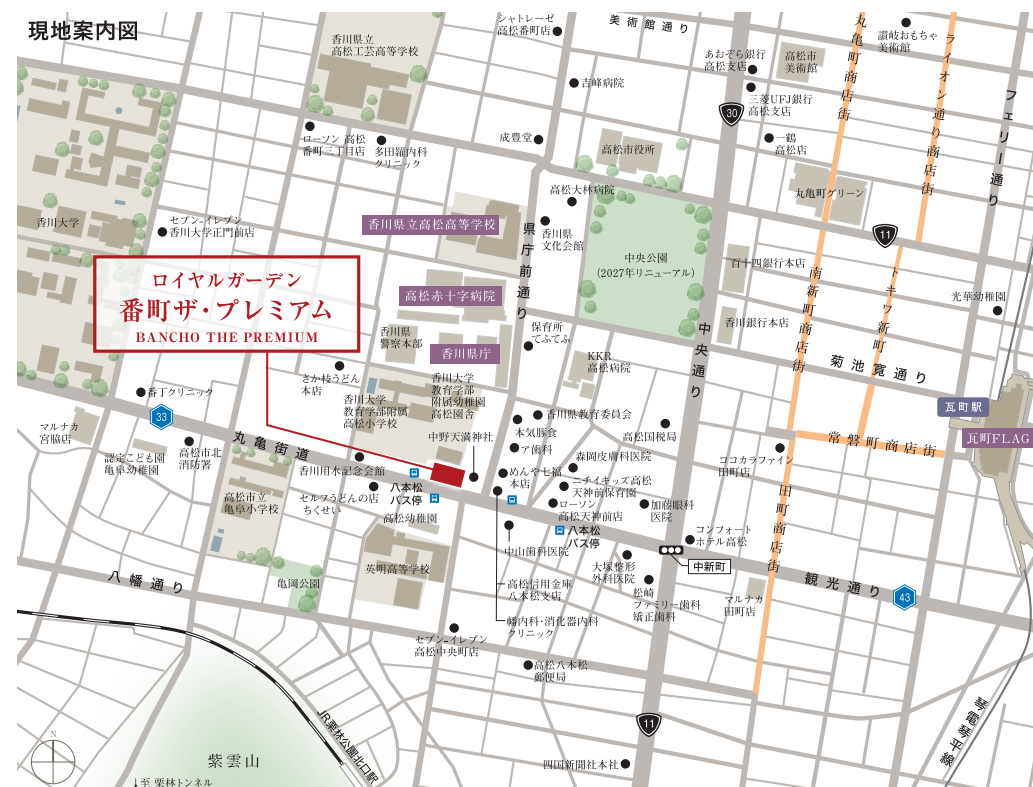 現地案内図
シャトレーゼ
高松番町店
美術館通り
丸亀町商店街
讃岐おもちゃ
美術館
ライオン通り商店街
フェリー通り
香川県立
高松工芸高等学校
あおぞら銀行
高松支店
高松市
美術館
吉峰病院
三菱UFJ銀行
高松支店
30
ローソン 高松
番町三丁目店
多田羅内科
クリニック
成豊堂
高松市役所
一鶴
高松店
高松大林病院
丸亀町グリーン
香川大学
セブン-イレブン
香川大学正門前店
香川県立高松高等学校
県庁前通り
香川県
文化会館
11
中央公園
(2027年リニューアル)
百十四銀行本店
南新町商店街
トキワ新町
ロイヤルガーデン
番町ザ・プレミアム
BANCHO THE PREMIUM
高松赤十字病院
光華幼稚園
香川県
警察本部
保育所
てふてふ
中央通り
香川銀行本店
香川県庁
KKR
高松病院
菊池寛通り
さか枝うどん
本店
香川大学
教育学部
附属幼稚園
高松園舎
番丁クリニック
香川大学
教育学部附属
高松小学校
瓦町駅
33
香川県教育委員会
マルナカ
宮脇店
丸亀街道
中野天満神社
本気豚食
高松国税局
常磐町商店街
瓦町FLAG
高松市北
消防署
ア歯科
認定こども園
亀阜幼稚園
香川用水記念会館
森岡皮膚科医院
ココカラファイン
田町店
めんや七福
本店
ニチイキッズ高松
天神前保育園
高松市立
亀阜小学校
セルフうどんの店
ちくせい
八本松
バス停
ローソン
高松天神前店
加藤眼科
医院
田町商店街
高松幼稚園
八本松
バス停
コンフォート
ホテル高松
中山歯科医院
中新町
英明高等学校
大塚整形
外科医院
八幡通り
亀岡公園
高松信用金庫
八本松支店
松崎
ファミリー歯科
矯正歯科
マルナカ
田町店
観光通り
43
幡内科・消化器内科
クリニック
セブン-イレブン
高松中央町店
高松八本松
郵便局
JR栗林公園北口駅
11
琴電琴平線
N
紫雲山
四国新聞社本社
↓至 栗林トンネル